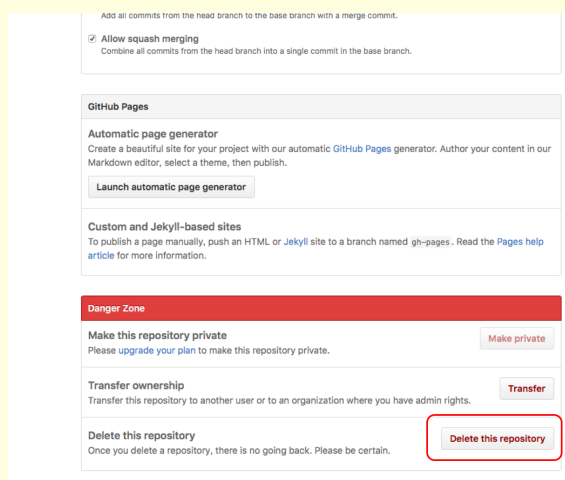 Add all commits from the head branch to the base branch with a merge commit.
Allow squash merging
Combine all commits from the head branch into a single commit in the base branch.
GitHub Pages
Automatic page generator
Create a beautiful site for your project with our automatic GitHub Pages generator. Author your content in our
Markdown editor, select a theme, then publish.
Launch automatic page generator
Custom and Jekyll-based sites
To publish a page manually, push an HTML or Jekyll site to a branch named gh-pages. Read the Pages help
article for more information.
Danger Zone
Make this repository private
Please upgrade your plan to make this repository private.
Make private
Transfer ownership
Transfer this repository to another user or to an organization where you have admin rights.
Transfer
Delete this repository
Once you delete a repository, there is no going back. Please be certain.
Delete this repository